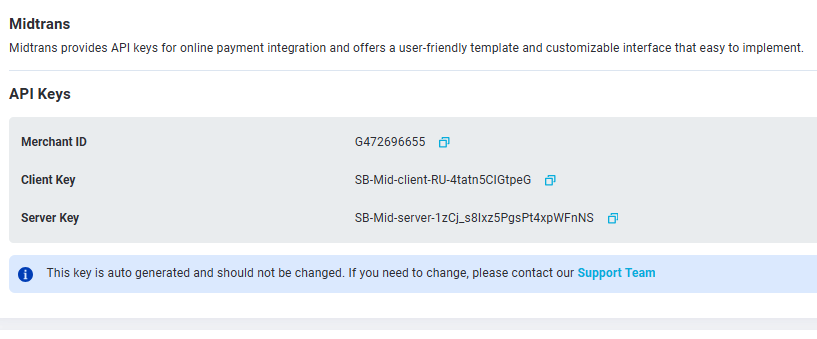 Midtrans
Midtrans provides API keys for online payment integration and offers a user-friendly template and customizable interface that easy to implement.
API Keys
Merchant ID G472696655
Client Key SB-Mid-client-RU-4tatn5CIGtpeG
Server Key SB-Mid-server-1zCj_s8Ixz5PgsPt4xpWFnNS
This key is auto generated and should not be changed. If you need to change, please contact our Support Team